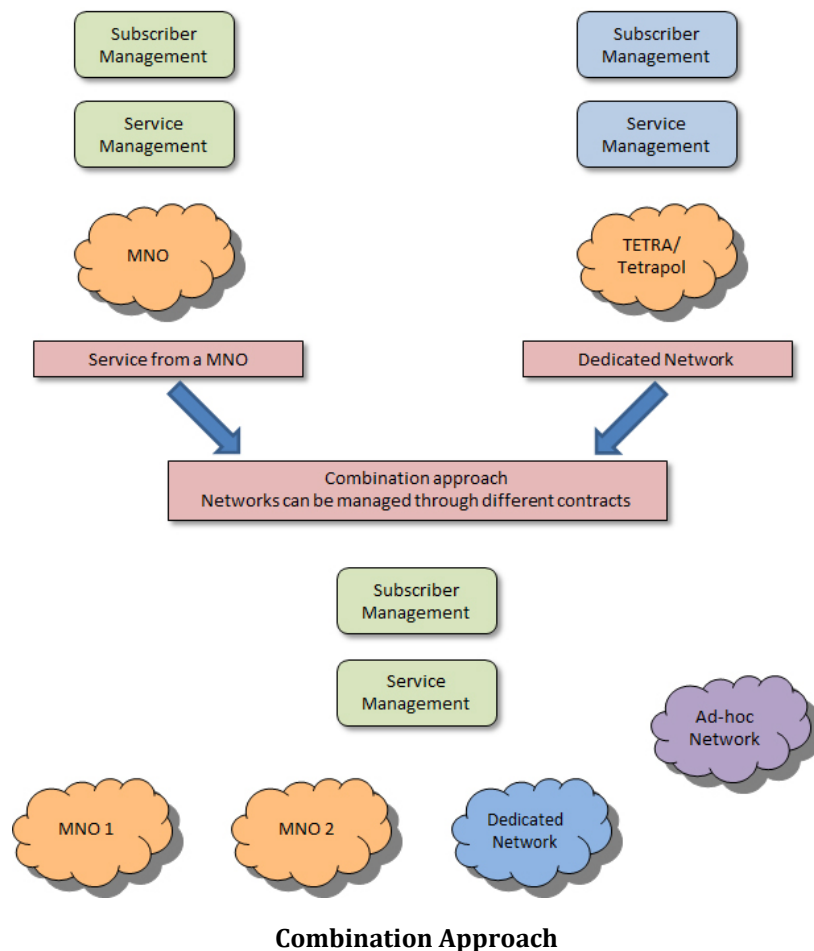 Subscriber
Management
Subscriber
Management
Service
Management
Service
Management
MNO
TETRA/
Tetrapol
Service from a MNO
Dedicated Network
Combination approach
Networks can be managed through different contracts
Subscriber
Management
Service
Management
Ad-hoc
Network
MNO 1
MNO 2
Dedicated
Network
Combination Approach